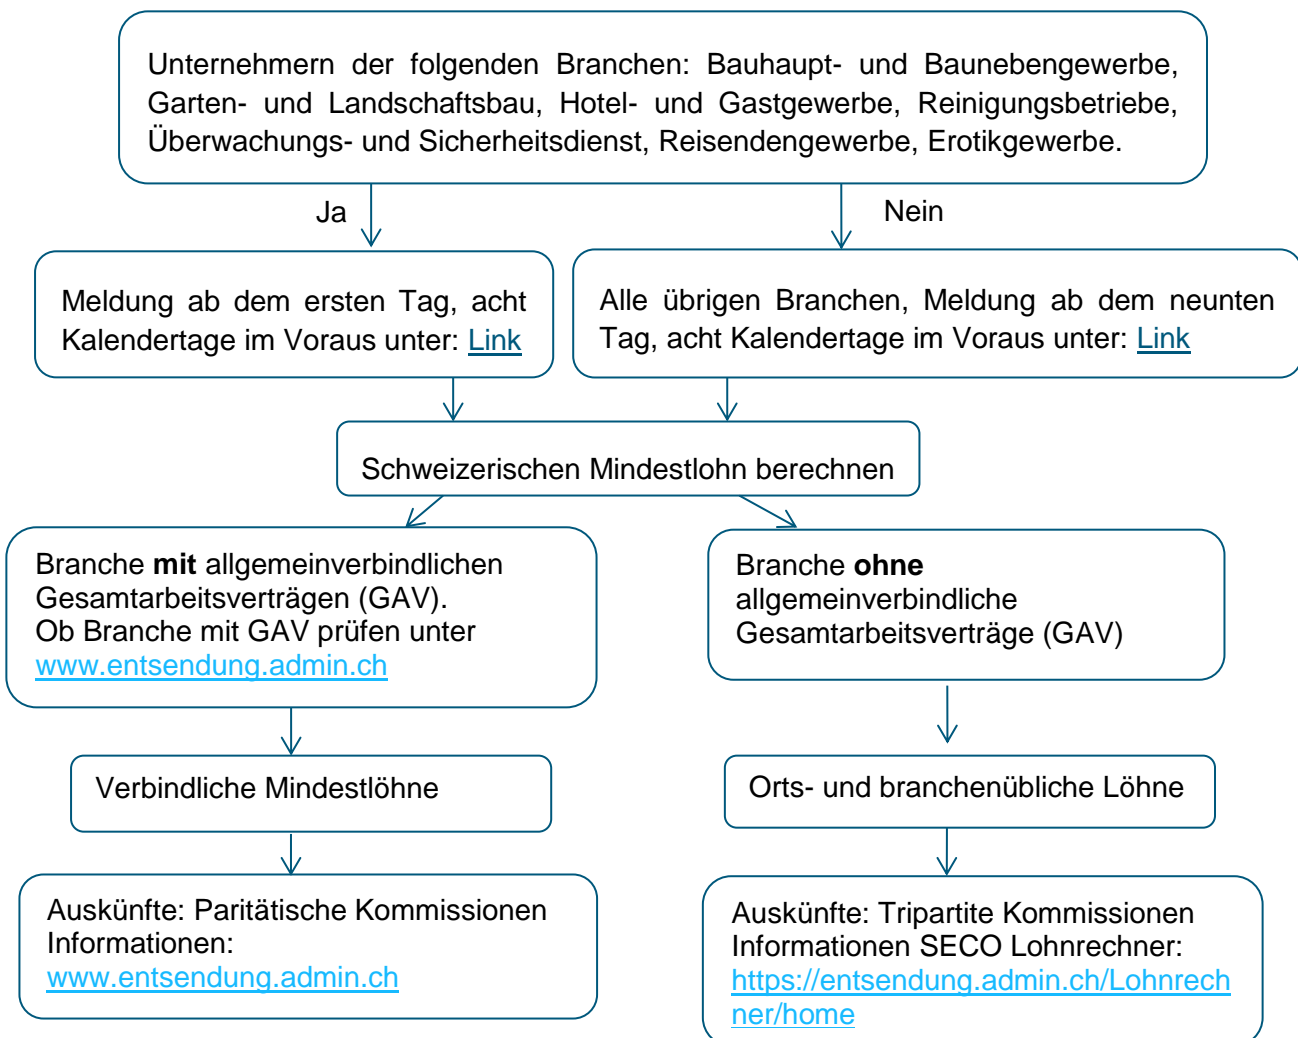 Unternehmern der folgenden Branchen: Bauhaupt- und Baunebengewerbe,
Garten- und Landschaftsbau, Hotel- und Gastgewerbe, Reinigungsbetriebe,
Überwachungs- und Sicherheitsdienst, Reisendengewerbe, Erotikgewerbe.
Ja
Nein
Meldung ab dem ersten Tag, acht
Kalendertage im Voraus unter: Link
Alle übrigen Branchen, Meldung ab dem neunten
Tag, acht Kalendertage im Voraus unter: Link
Schweizerischen Mindestlohn berechnen
Branche mit allgemeinverbindlichen
Gesamtarbeitsverträgen (GAV).
Ob Branche mit GAV prüfen unter
www.entsendung.admin.ch
Branche ohne
allgemeinverbindliche
Gesamtarbeitsverträge (GAV)
Verbindliche Mindestlöhne
Orts- und branchenübliche Löhne
Auskünfte: Paritätische Kommissionen
Informationen:
www.entsendung.admin.ch
Auskünfte: Tripartite Kommissionen
Informationen SECO Lohnrechner:
https://entsendung.admin.ch/Lohnrech
ner/home